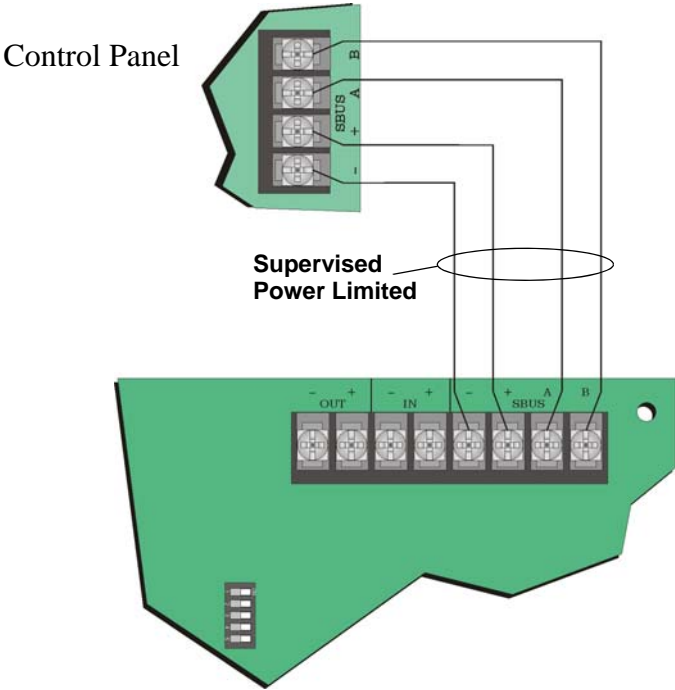 Control Panel
B
A
SBUS
+
-
Supervised
Power Limited
- + - + - + A B
OUT IN SBUS